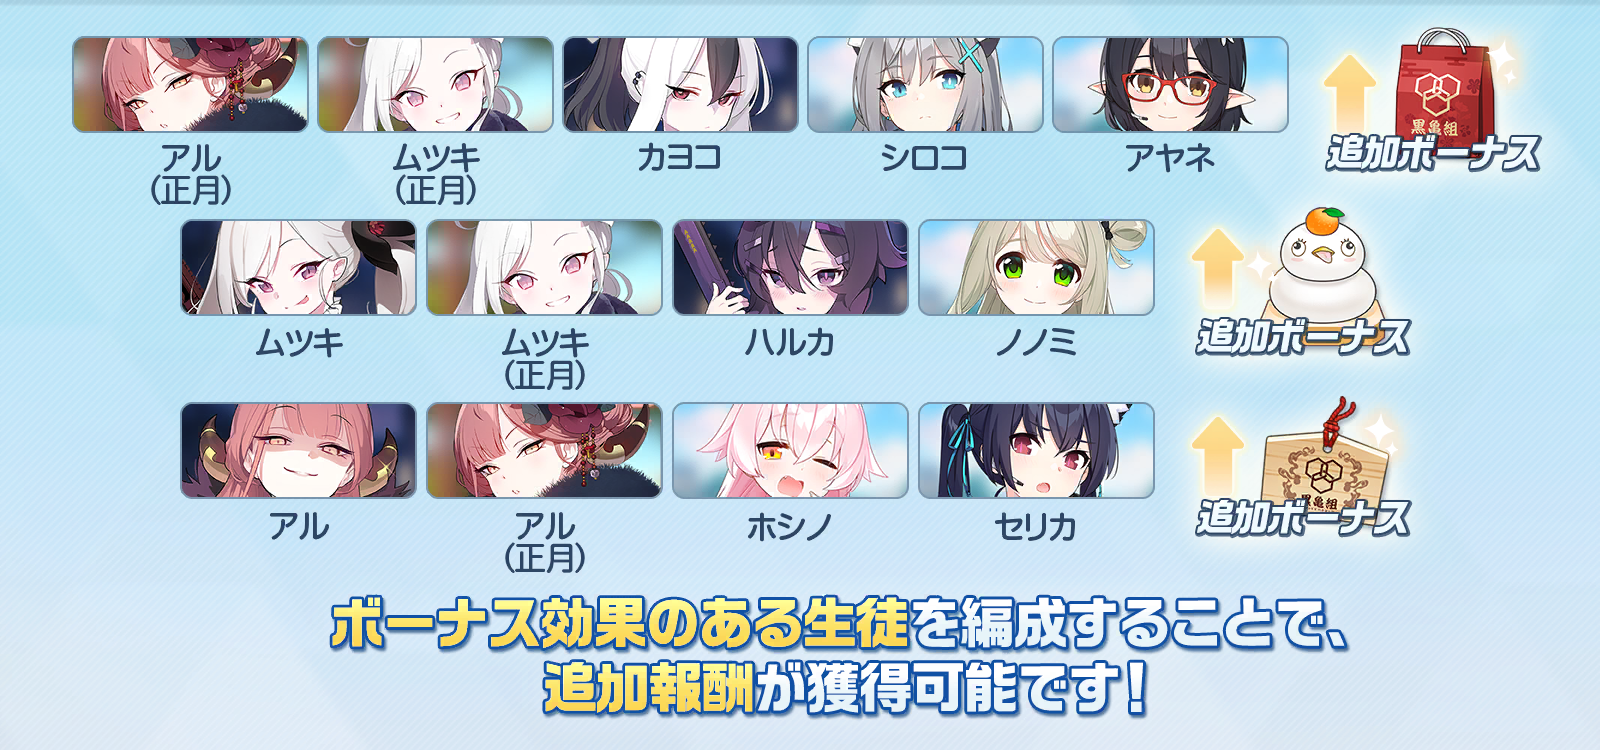 アル
(正月)
ムツキ
(正月)
カヨコ
シロコ
アヤネ
黒亀組
追加ボーナス
ムツキ
ムツキ
(正月)
ハルカ
ノノミ
追加ボーナス
アル
アル
(正月)
ホシノ
セリカ
黒亀組
追加ボーナス
ボーナス効果のある生徒を編成することで、
追加報酬が獲得可能です!